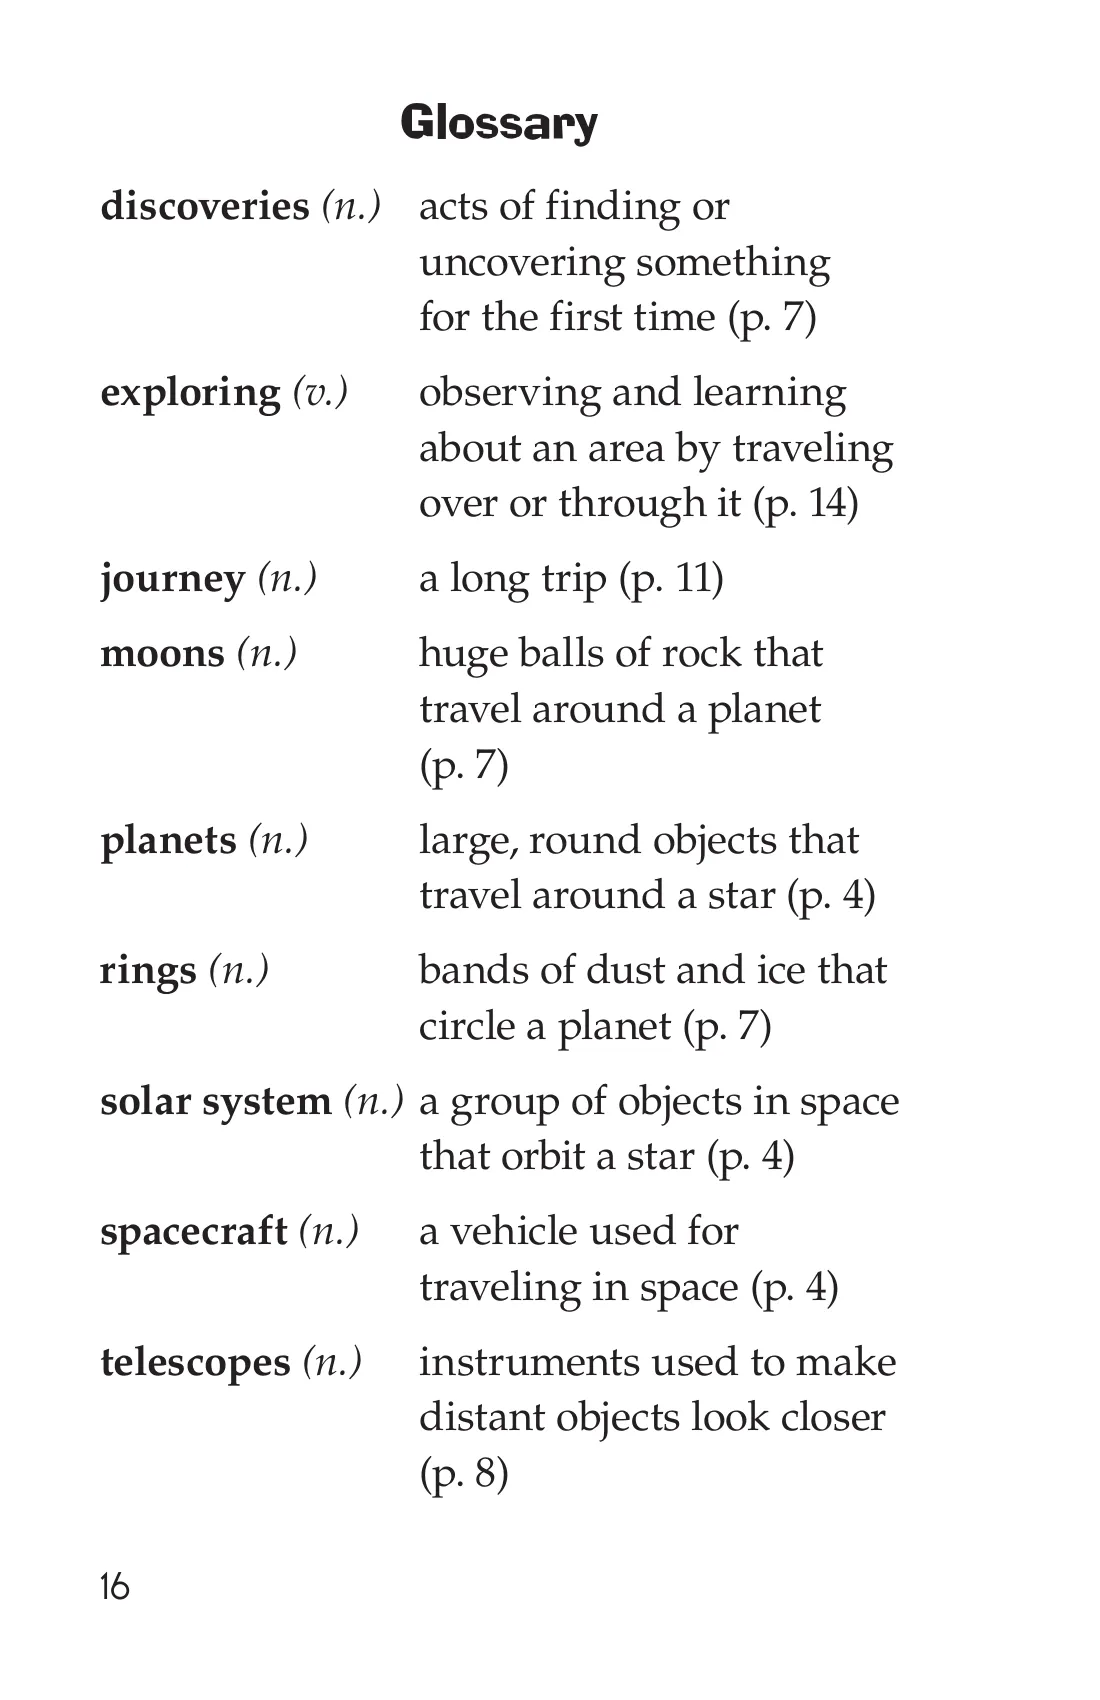 Glossary
discoveries (n.) acts of finding or
uncovering something
for the first time (p. 7)
exploring (v.) observing and learning
about an area by traveling
over or through it (p. 14)
journey (n.) a long trip (p. 11)
moons (n.) huge balls of rock that
travel around a planet
(p. 7)
planets (n.) large, round objects that
travel around a star (p. 4)
rings (n.) bands of dust and ice that
circle a planet (p. 7)
solar system (n.) a group of objects in space
that orbit a star (p. 4)
spacecraft (n.) a vehicle used for
traveling in space (p. 4)
telescopes (n.) instruments used to make
distant objects look closer
(p. 8)
16